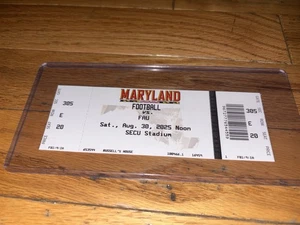 MARYLAND
FOOTBALL
VS.
FAU
Sat., Aug. 30, 2025 Noon
SECU Stadium
305
E
20
305
E
20